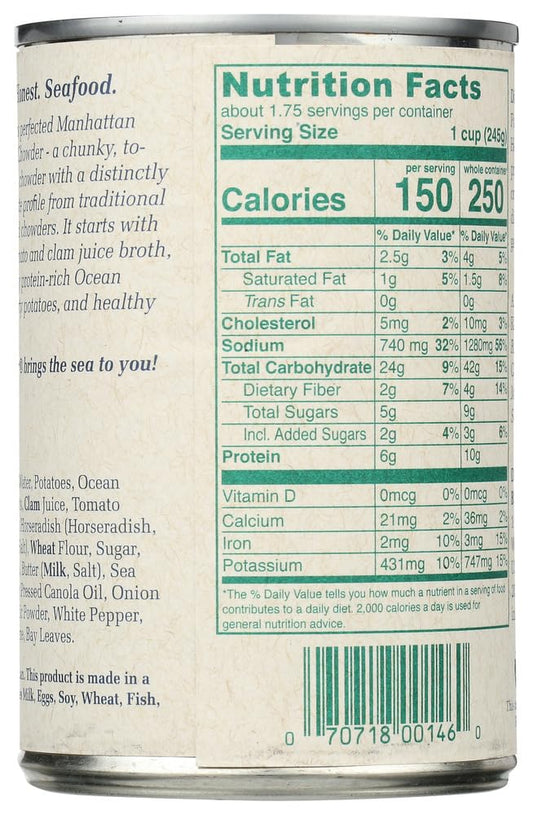 onest. Seafood.
perfected Manhattan
howder - a chunky, to-
howder with a distinctly
profile from traditional
chowders. It starts with
ato and clam juice broth,
protein-rich Ocean
potatoes, and healthy
brings the sea to you!
ater, Potatoes, Ocean
Clam Juice, Tomato
Horseradish (Horseradish,
alt), Wheat Flour, Sugar,
Butter (Milk, Salt), Sea
Pressed Canola Oil, Onion
Powder, White Pepper,
Bay Leaves.
This product is made in a
Milk, Eggs, Soy, Wheat, Fish,
Nutrition Facts
about 1.75 servings per container
Serving Size 1 cup (245g)
per serving whole container
Calories 150 250
% Daily Value* % Daily Value*
Total Fat 2.5g 3% 4g 5%
Saturated Fat 1g 5% 1.5g 8%
Trans Fat 0g 0g
Cholesterol 5mg 2% 10mg 3%
Sodium 740 mg 32% 1280mg 56%
Total Carbohydrate 24g 9% 42g 15%
Dietary Fiber 2g 7% 4g 14%
Total Sugars 5g 9g
Incl. Added Sugars 2g 4% 3g 6%
Protein 6g 10g
Vitamin D 0mcg 0% 0mcg 0%
Calcium 21mg 2% 36mg 2%
Iron 2mg 10% 3mg 15%
Potassium 431mg 10% 747mg 15%
*The % Daily Value tells you how much a nutrient in a serving of food
contributes to a daily diet. 2,000 calories a day is used for
general nutrition advice.
0 70718 00146 0